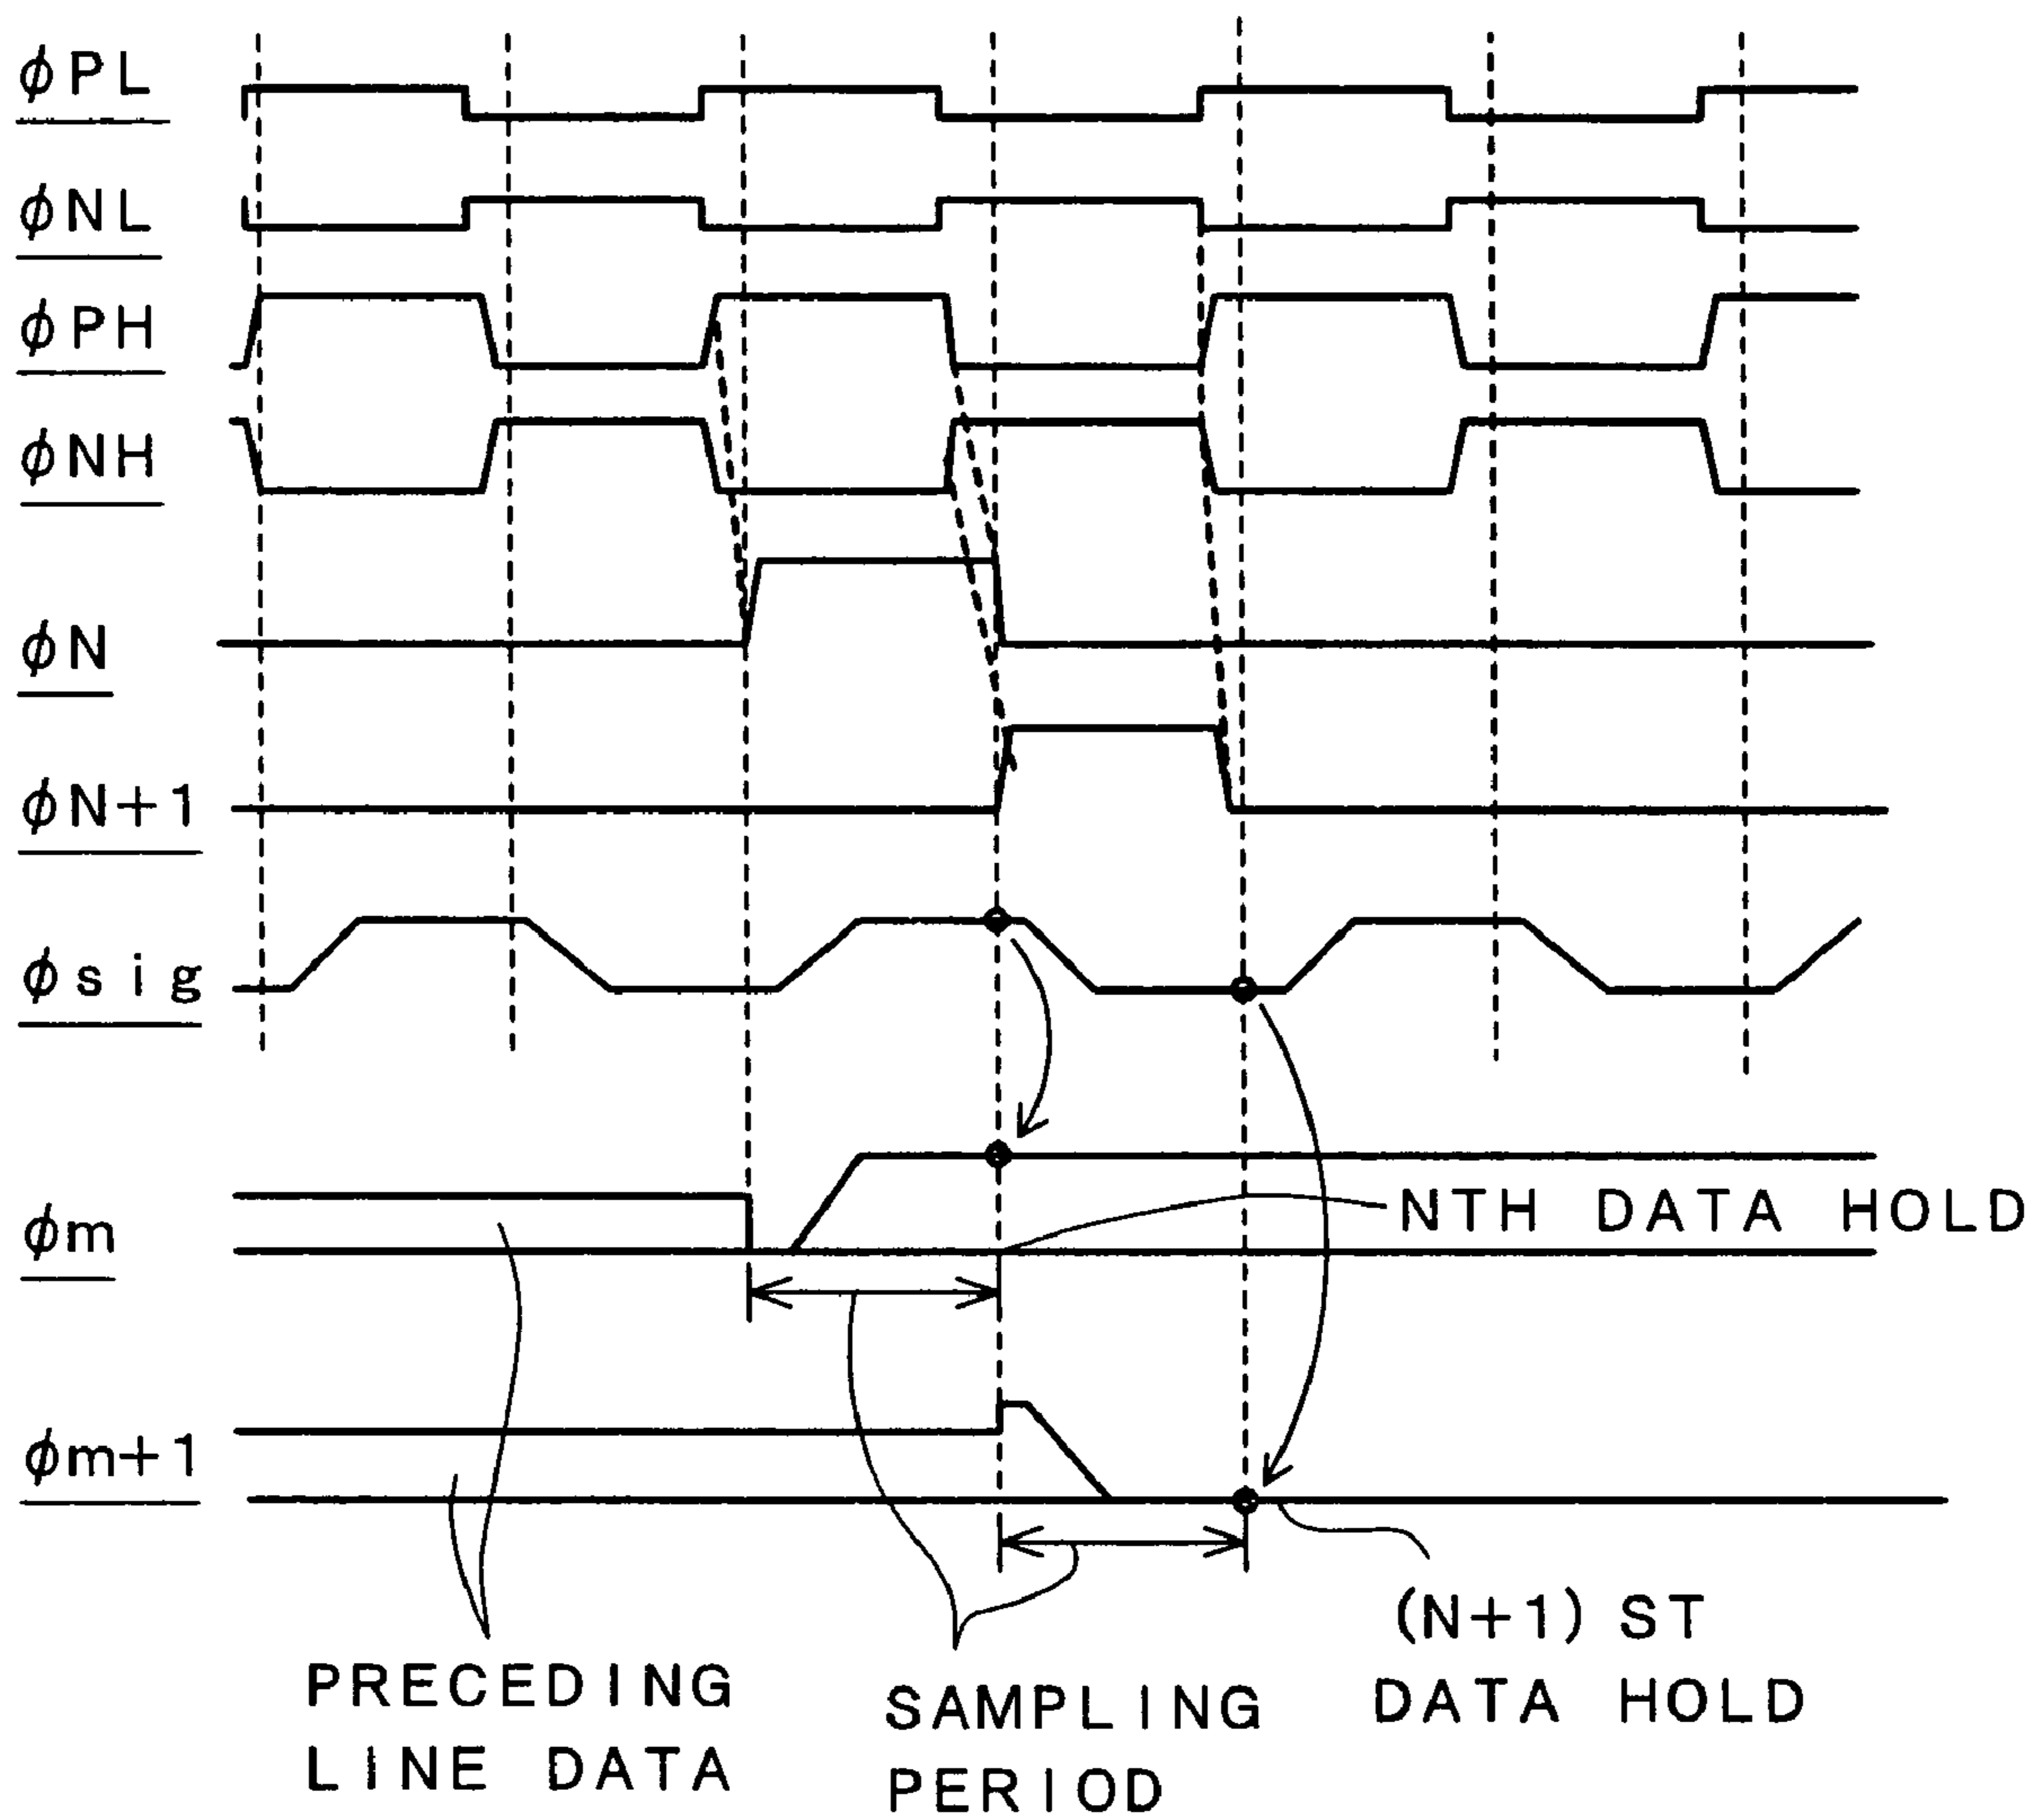 ϕPL
ϕNL
ϕPH
ϕNH
ϕN
ϕN+1
ϕsig
ϕm
NTH DATA HOLD
ϕm+1
(N+1) ST
DATA HOLD
PRECEDING
LINE DATA
SAMPLING
PERIOD